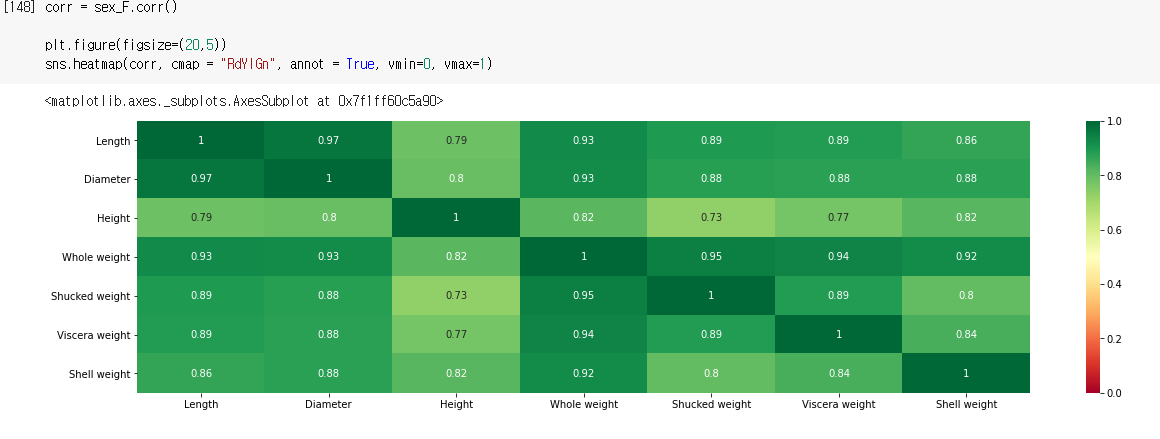 [148] corr = sex_F.corr()
plt.figure(figsize=(20,5))
sns.heatmap(corr, cmap = "RdYlGn", annot = True, vmin=0, vmax=1)
<matplotlib.axes._subplots.AxesSubplot at 0x7f1ff60c5a90>
Length 1 0.97 0.79 0.93 0.89 0.89 0.86
Diameter 0.97 1 0.8 0.93 0.88 0.88 0.88
Height 0.79 0.8 1 0.82 0.73 0.77 0.82
Whole weight 0.93 0.93 0.82 1 0.95 0.94 0.92
Shucked weight 0.89 0.88 0.73 0.95 1 0.89 0.8
Viscera weight 0.89 0.88 0.77 0.94 0.89 1 0.84
Shell weight 0.86 0.88 0.82 0.92 0.8 0.84 1
Length Diameter Height Whole weight Shucked weight Viscera weight Shell weight
1.0
0.8
0.6
0.4
0.2
0.0